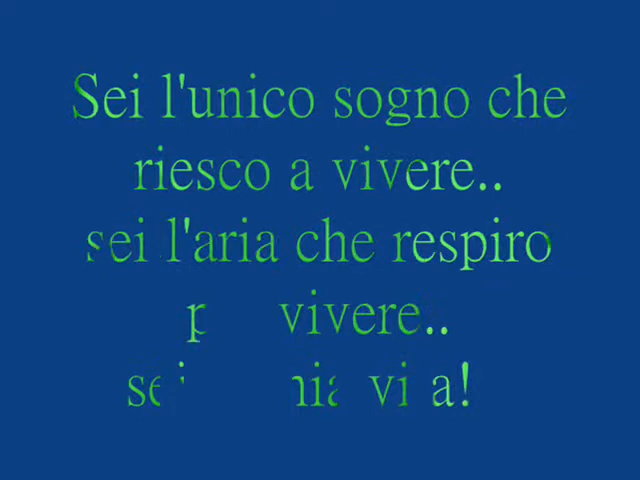 Sei l'unico sogno che
riesco a vivere..
sei l'aria che respiro
vivere..